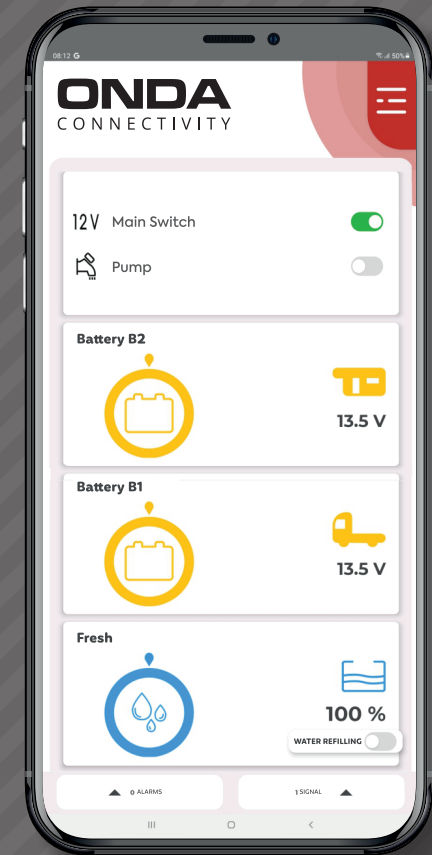 08:12 G
50%
ONDA
CONNECTIVITY
12V Main Switch
Pump
Battery B2
13.5 V
Battery B1
13.5 V
Fresh
100 %
WATER REFILLING
0 ALARMS
1 SIGNAL